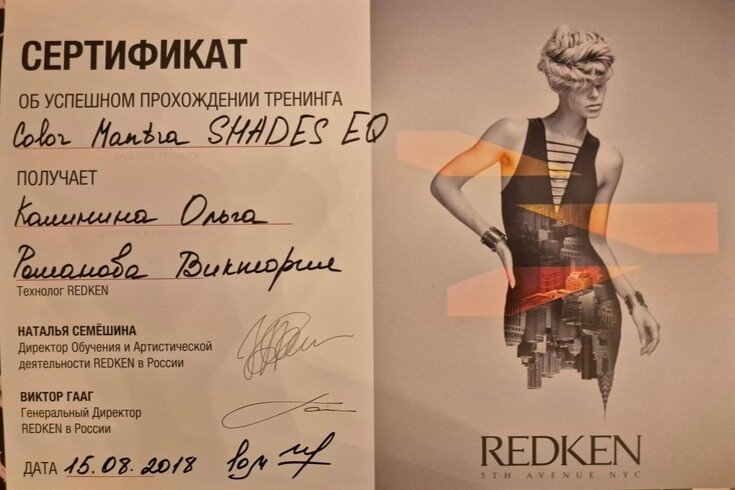 СЕРТИФИКАТ
ОБ УСПЕШНОМ ПРОХОЖДЕНИИ ТРЕНИНГА
Color Mantra SHADES EQ
ПОЛУЧАЕТ
Калинина Ольга
Романова Виктория
Технолог REDKEN
НАТАЛЬЯ СЕМЁШИНА
Директор Обучения и Артистической
деятельности REDKEN в России
ВИКТОР ГААГ
Генеральный Директор
REDKEN в России
ДАТА 15.08.2018
REDKEN
5TH AVENUE NYC